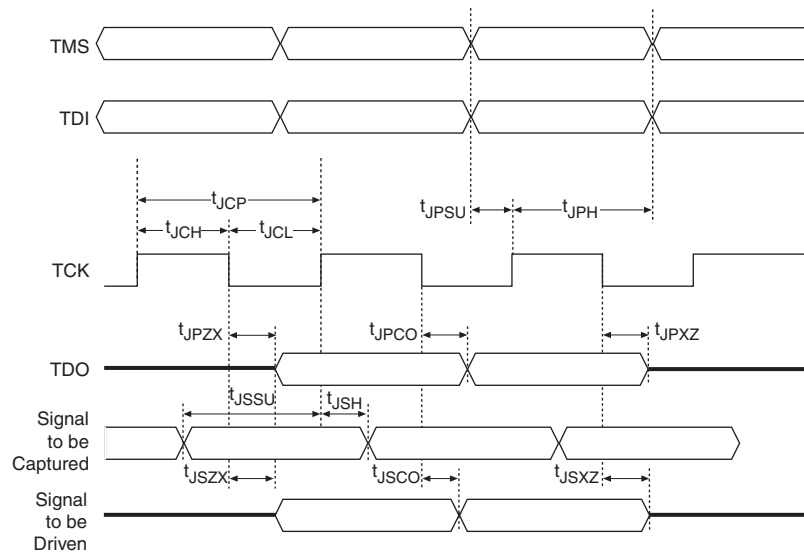 TMS
TDI
tJCP
tJPSU
tJPH
tJCH
tJCL
TCK
tJPZX
tJPCO
tJPXZ
TDO
tJSSU
tJSH
Signal
to be
Captured
tJSZX
tJSCO
tJSXZ
Signal
to be
Driven